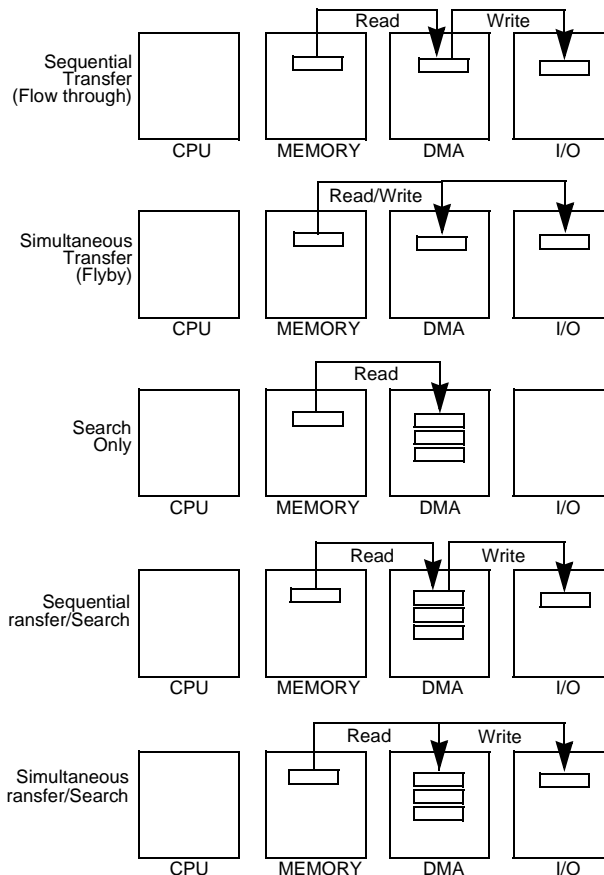 Read Write
Sequential
Transfer
(Flow through)
CPU MEMORY DMA I/O
Read/Write
Simultaneous
Transfer
(Flyby)
CPU MEMORY DMA I/O
Read
Search
Only
CPU MEMORY DMA I/O
Read Write
Sequential
ransfer/Search
CPU MEMORY DMA I/O
Read Write
Simultaneous
ransfer/Search
CPU MEMORY DMA I/O